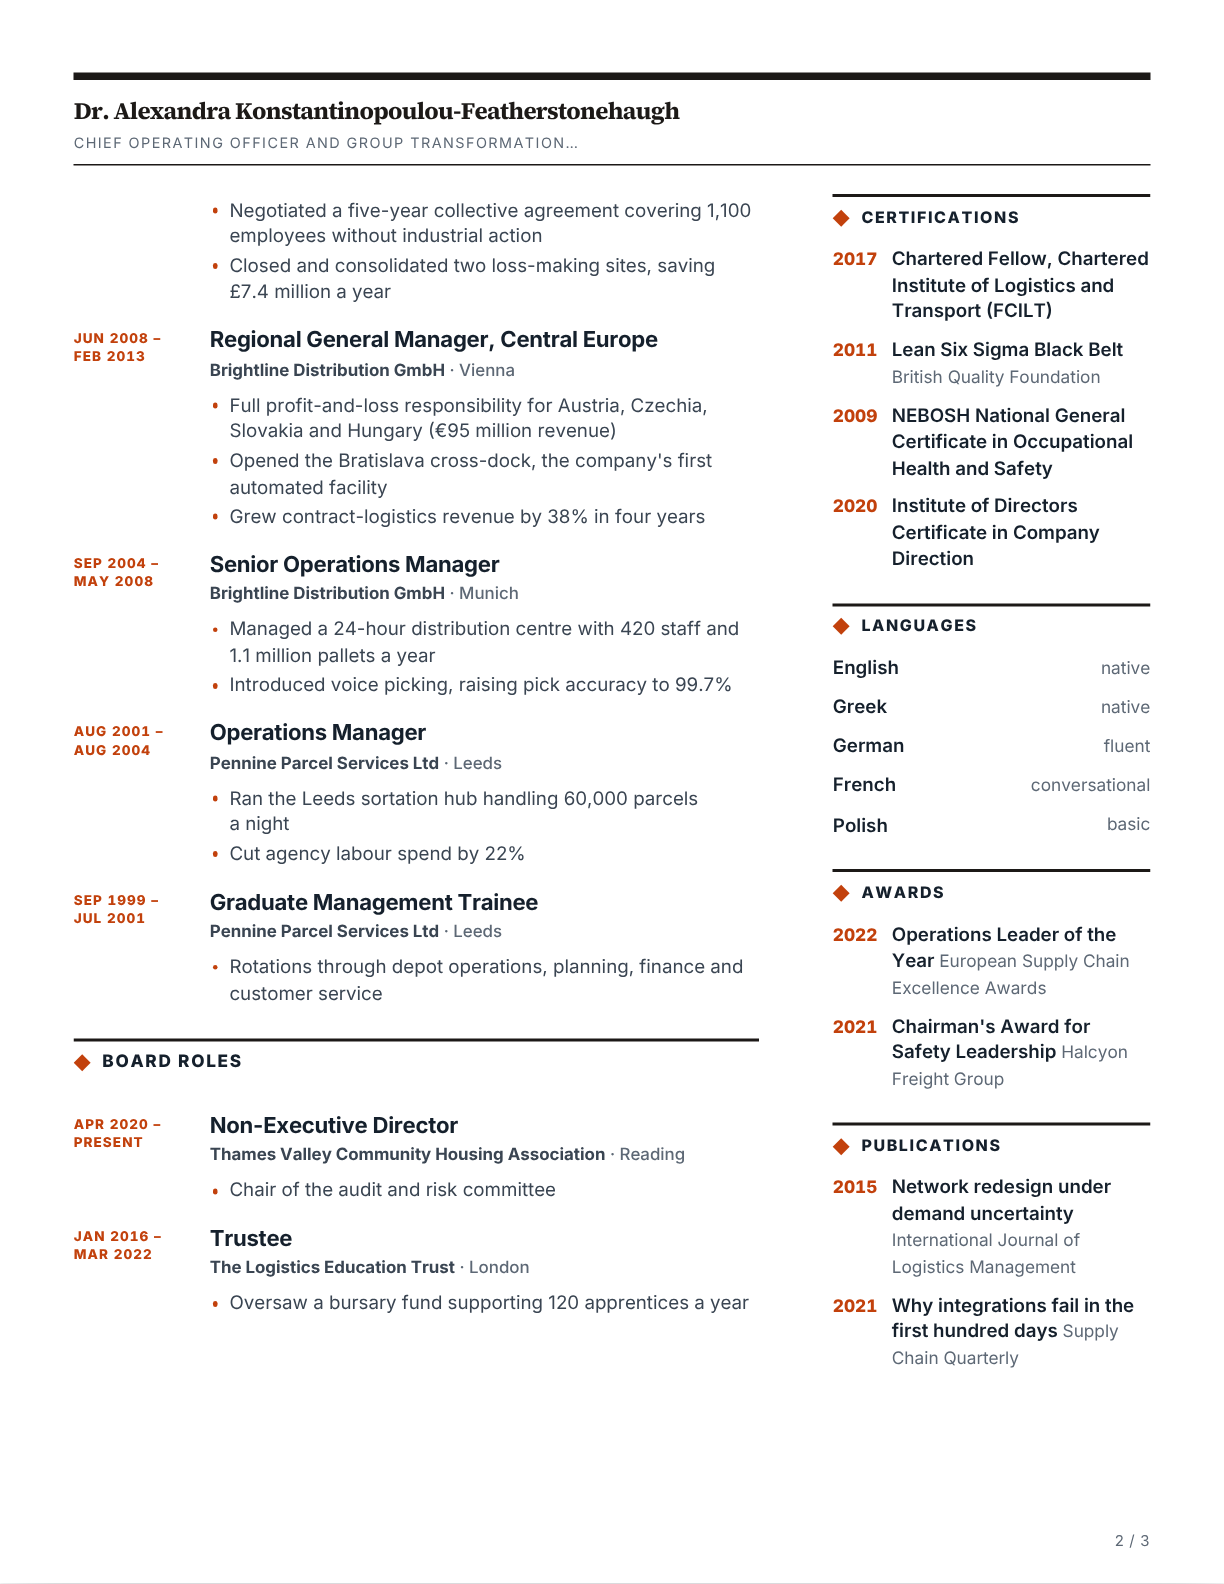 Dr. Alexandra Konstantinopoulou-Featherstonehaugh
CHIEF OPERATING OFFICER AND GROUP TRANSFORMATION…
• Negotiated a five-year collective agreement covering 1,100
employees without industrial action
• Closed and consolidated two loss-making sites, saving
£7.4 million a year
JUN 2008 –
FEB 2013
Regional General Manager, Central Europe
Brightline Distribution GmbH · Vienna
• Full profit-and-loss responsibility for Austria, Czechia,
Slovakia and Hungary (€95 million revenue)
• Opened the Bratislava cross-dock, the company's first
automated facility
• Grew contract-logistics revenue by 38% in four years
SEP 2004 –
MAY 2008
Senior Operations Manager
Brightline Distribution GmbH · Munich
• Managed a 24-hour distribution centre with 420 staff and
1.1 million pallets a year
• Introduced voice picking, raising pick accuracy to 99.7%
AUG 2001 –
AUG 2004
Operations Manager
Pennine Parcel Services Ltd · Leeds
• Ran the Leeds sortation hub handling 60,000 parcels
a night
• Cut agency labour spend by 22%
SEP 1999 –
JUL 2001
Graduate Management Trainee
Pennine Parcel Services Ltd · Leeds
• Rotations through depot operations, planning, finance and
customer service
BOARD ROLES
APR 2020 –
PRESENT
Non-Executive Director
Thames Valley Community Housing Association · Reading
• Chair of the audit and risk committee
JAN 2016 –
MAR 2022
Trustee
The Logistics Education Trust · London
• Oversaw a bursary fund supporting 120 apprentices a year
CERTIFICATIONS
2017 Chartered Fellow, Chartered
Institute of Logistics and
Transport (FCILT)
2011 Lean Six Sigma Black Belt
British Quality Foundation
2009 NEBOSH National General
Certificate in Occupational
Health and Safety
2020 Institute of Directors
Certificate in Company
Direction
LANGUAGES
English native
Greek native
German fluent
French conversational
Polish basic
AWARDS
2022 Operations Leader of the
Year European Supply Chain
Excellence Awards
2021 Chairman's Award for
Safety Leadership Halcyon
Freight Group
PUBLICATIONS
2015 Network redesign under
demand uncertainty
International Journal of
Logistics Management
2021 Why integrations fail in the
first hundred days Supply
Chain Quarterly
2 / 3